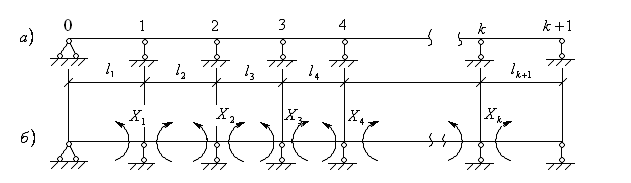 0 1 2 3 4 k k+1
а)
l₁ l₂ l₃ l₄ lₖ₊₁
X₁ X₂ X₃ X₄ Xₖ
б)